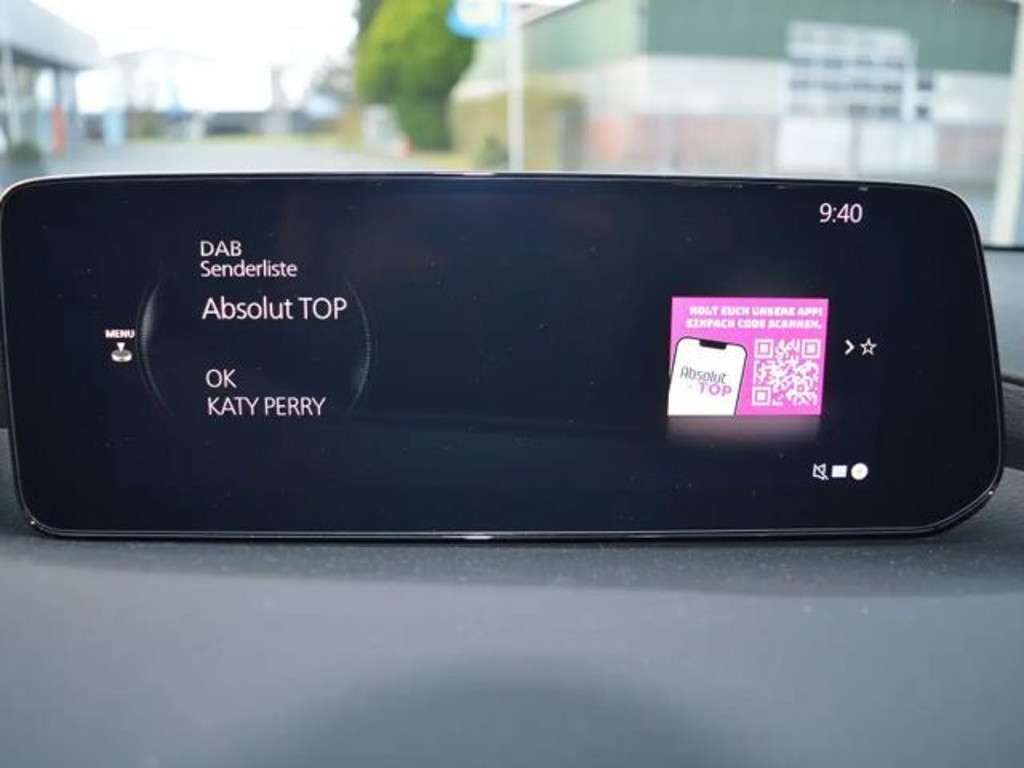 9:40
DAB
Senderliste
Absolut TOP
MENU
OK
KATY PERRY
HOLT EUCH UNSERE APP!
EINFACH CODE SCANNEN.
Absolut
TOP